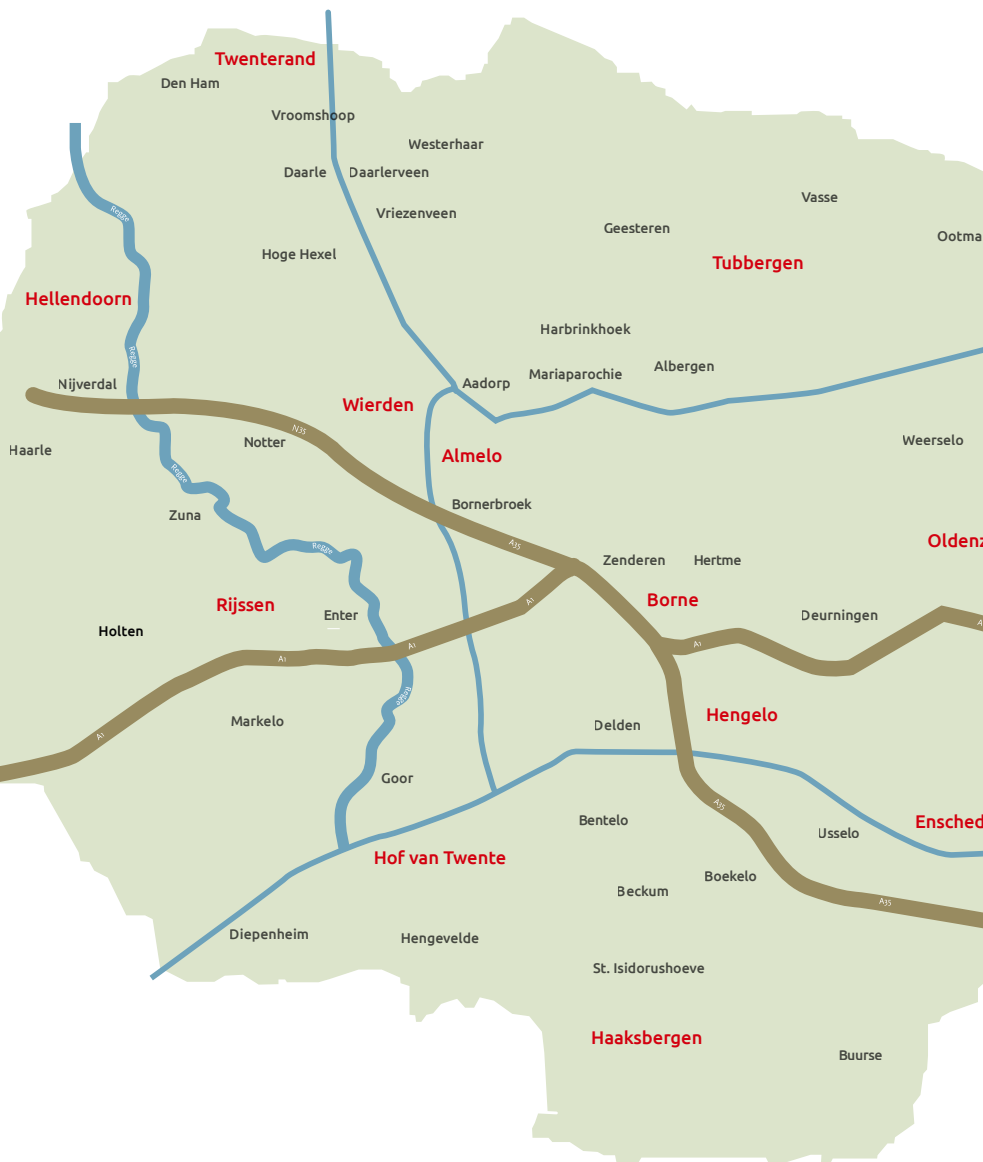 Twenterand
Den Ham
Vroomshoop
Westerhaar
Daarle
Daarlerveen
Vasse
Regge
Vriezenveen
Geesteren
Ootma
Hoge Hexel
Tubbergen
Hellendoorn
Harbrinkhoek
Regge
Albergen
Mariaparochie
Nijverdal
Aadorp
Wierden
N35
Notter
Weerselo
Haarle
Almelo
Regge
Bornerbroek
Zuna
Oldenz
A35
Regge
Zenderen
Hertme
Borne
A1
Rijssen
Enter
Deurningen
A
Holten
A1
A1
A1
Regge
Hengelo
Markelo
Delden
A1
Goor
A35
Bentelo
Ensched
Usselo
Hof van Twente
Boekelo
Beckum
A35
Diepenheim
Hengevelde
St. Isidorushoeve
Haaksbergen
Buurse